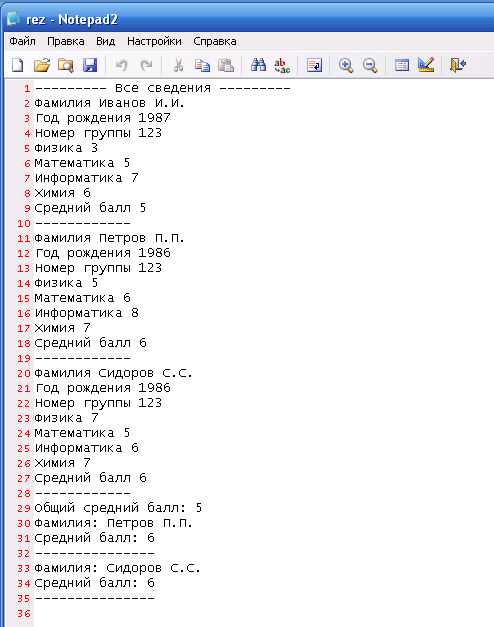 rez - Notepad2
Файл Правка Вид Настройки Справка
1 --------- Все сведения ---------
2 Фамилия Иванов И.И.
3 Год рождения 1987
4 Номер группы 123
5 Физика 3
6 Математика 5
7 Информатика 7
8 Химия 6
9 Средний балл 5
10 ------------
11 Фамилия Петров П.П.
12 Год рождения 1986
13 Номер группы 123
14 Физика 5
15 Математика 6
16 Информатика 8
17 Химия 7
18 Средний балл 6
19 ------------
20 Фамилия Сидоров С.С.
21 Год рождения 1986
22 Номер группы 123
23 Физика 7
24 Математика 5
25 Информатика 6
26 Химия 7
27 Средний балл 6
28 ------------
29 Общий средний балл: 5
30 Фамилия: Петров П.П.
31 Средний балл: 6
32 ---------------
33 Фамилия: Сидоров С.С.
34 Средний балл: 6
35 ---------------
36